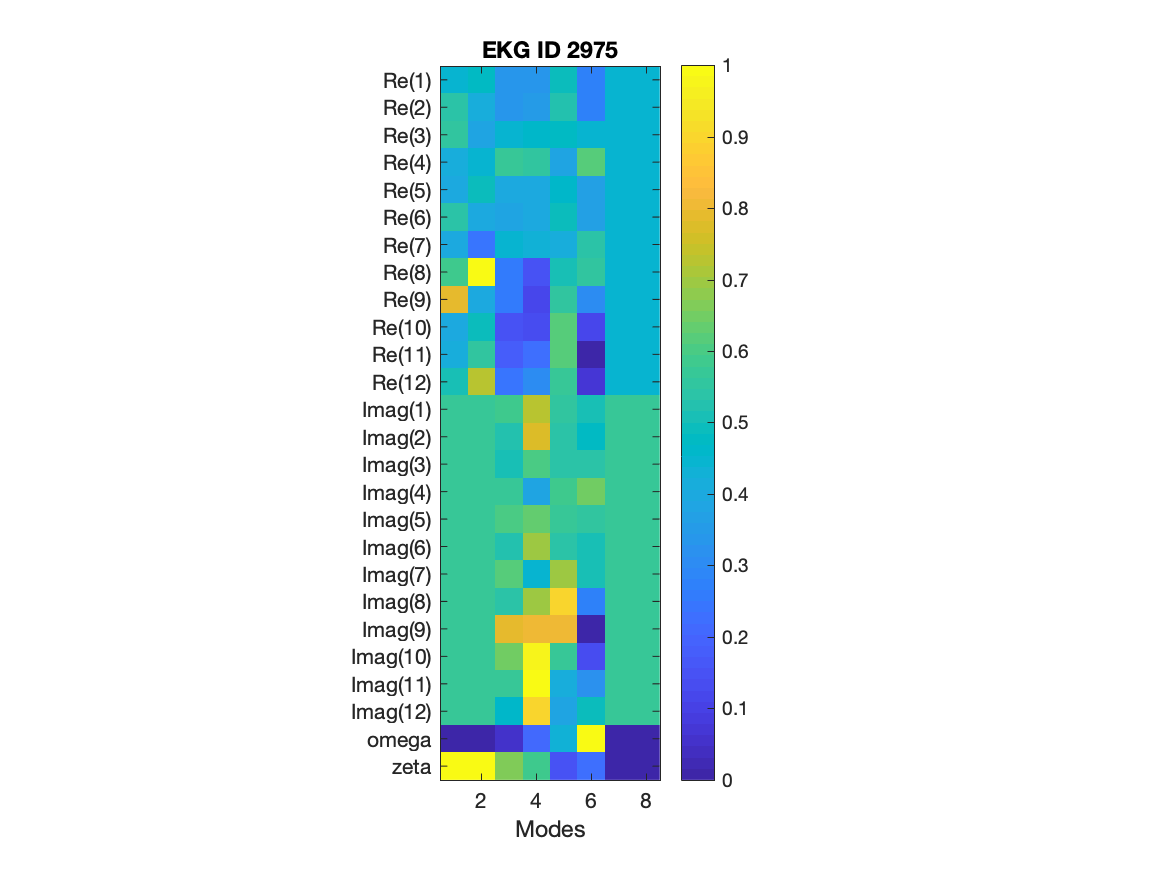 EKG ID 2975
Re(1)
Re(2)
Re(3)
Re(4)
Re(5)
Re(6)
Re(7)
Re(8)
Re(9)
Re(10)
Re(11)
Re(12)
Imag(1)
Imag(2)
Imag(3)
Imag(4)
Imag(5)
Imag(6)
Imag(7)
Imag(8)
Imag(9)
Imag(10)
Imag(11)
Imag(12)
omega
zeta
2 4 6 8
Modes
1
0.9
0.8
0.7
0.6
0.5
0.4
0.3
0.2
0.1
0